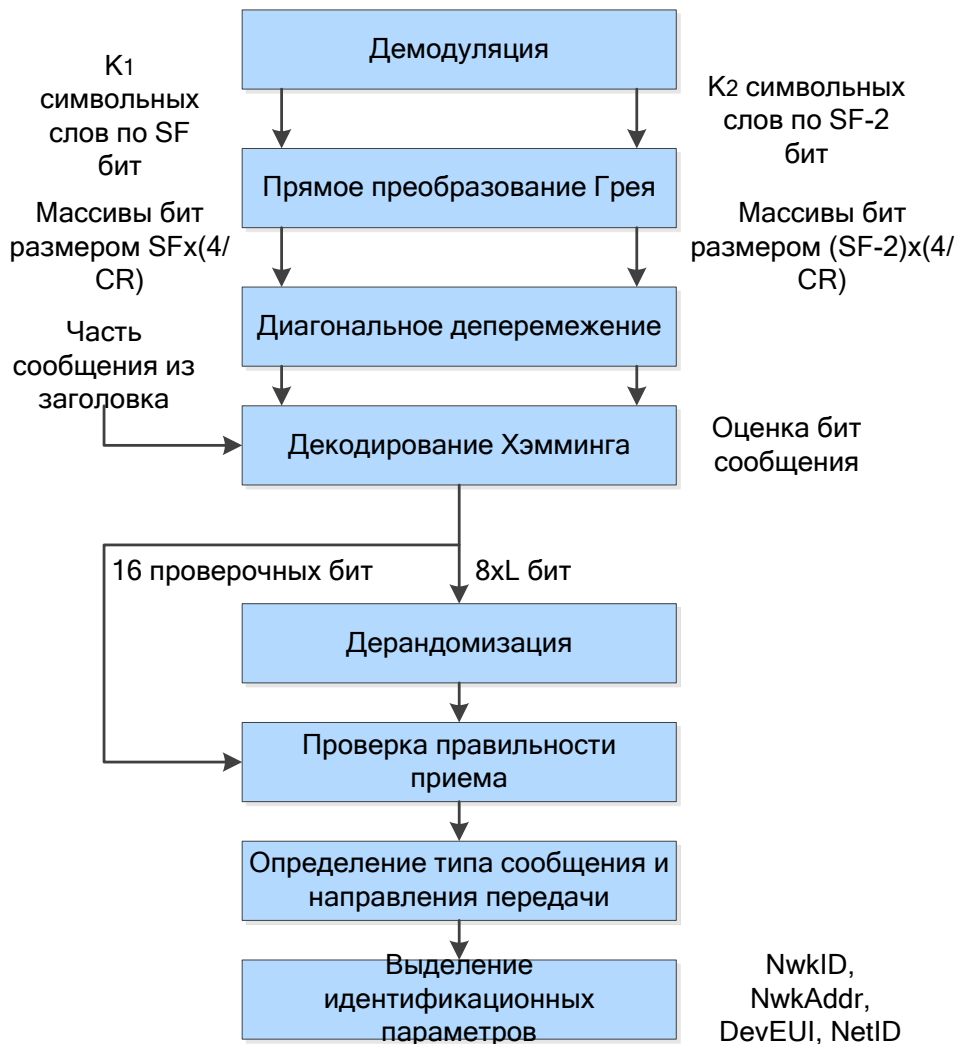 Демодуляция
K1
символьных
слов по SF
бит
K2 символьных
слов по SF-2
бит
Прямое преобразование Грея
Массивы бит
размером SFx(4/
CR)
Массивы бит
размером (SF-2)x(4/
CR)
Диагональное деперемежение
Часть
сообщения из
заголовка
Декодирование Хэмминга
Оценка бит
сообщения
16 проверочных бит
8xL бит
Дерандомизация
Проверка правильности
приема
Определение типа сообщения и
направления передачи
Выделение
идентификационных
параметров
NwkID,
NwkAddr,
DevEUI, NetID